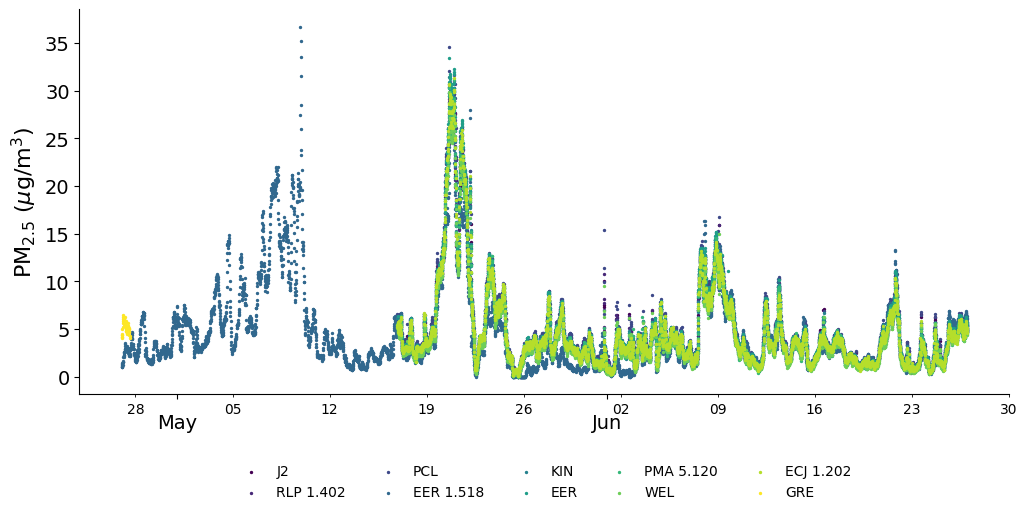 PM2.5 (μg/m3)
35
30
25
20
15
10
5
0
28 05 12 19 26 02 09 16 23 30
May Jun
J2 PCL KIN PMA 5.120 ECJ 1.202
RLP 1.402 EER 1.518 EER WEL GRE